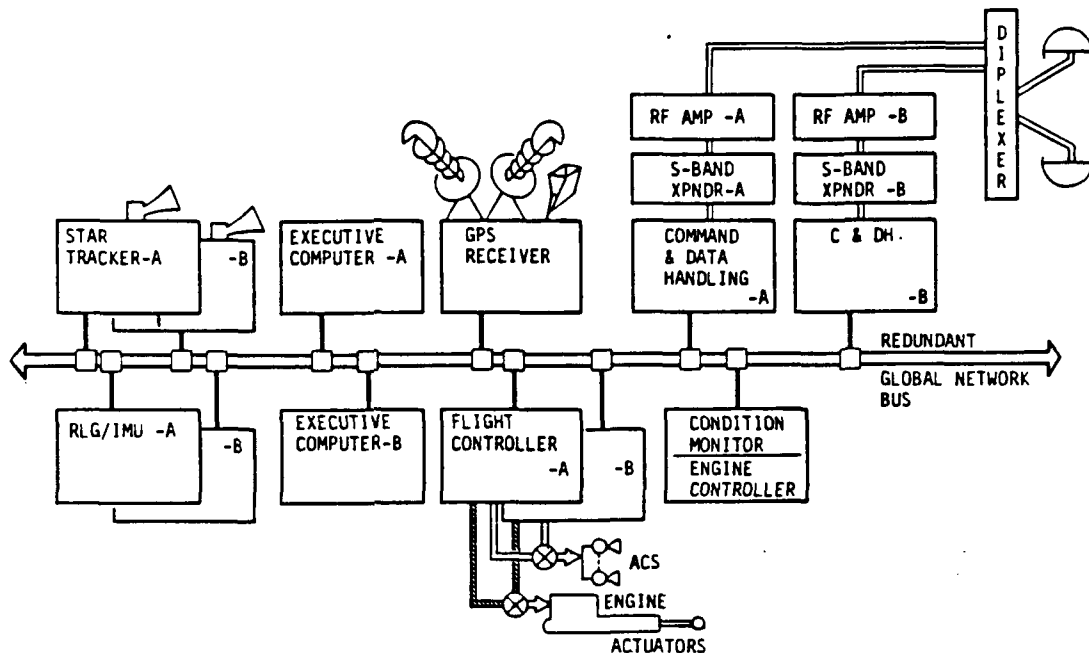 DIPLEXER
RF AMP -A
RF AMP -B
S-BAND
XPNDR-A
S-BAND
XPNDR -B
STAR
TRACKER-A
-B
EXECUTIVE
COMPUTER -A
GPS
RECEIVER
COMMAND
& DATA
HANDLING
-A
C & DH.
-B
REDUNDANT
GLOBAL NETWORK
BUS
RLG/IMU -A
-B
EXECUTIVE
COMPUTER-B
FLIGHT
CONTROLLER
-A
-B
CONDITION
MONITOR
ENGINE
CONTROLLER
ACS
ENGINE
ACTUATORS